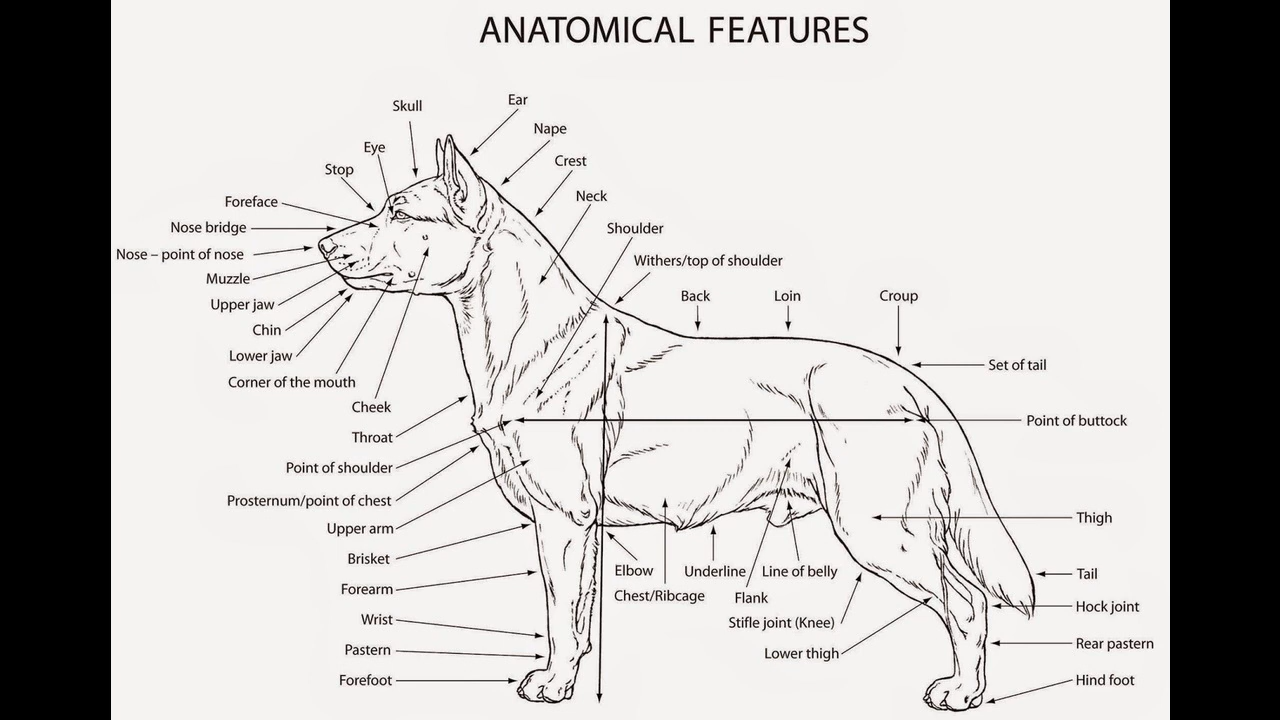 ANATOMICAL FEATURES
Skull
Ear
Nape
Eye
Crest
Stop
Neck
Foreface
Nose bridge
Shoulder
Nose – point of nose
Withers/top of shoulder
Muzzle
Back
Loin
Croup
Upper jaw
Chin
Lower jaw
Set of tail
Corner of the mouth
Cheek
Point of buttock
Throat
Point of shoulder
Prosternum/point of chest
Thigh
Upper arm
Brisket
Elbow
Underline
Line of belly
Tail
Forearm
Chest/Ribcage
Flank
Hock joint
Wrist
Stifle joint (Knee)
Rear pastern
Pastern
Lower thigh
Forefoot
Hind foot